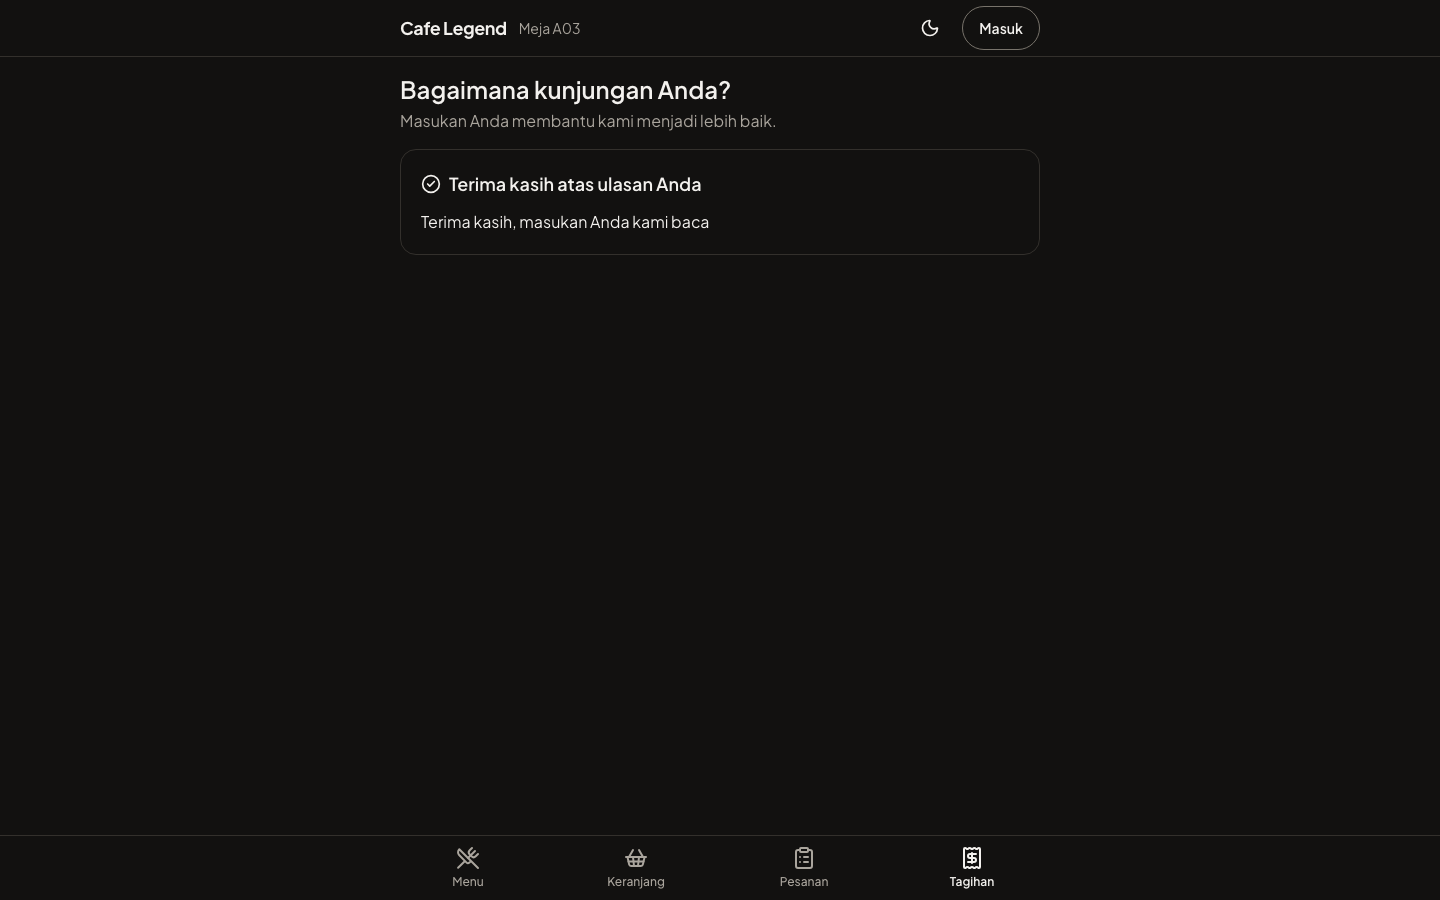 Cafe Legend Meja A03
Masuk
Bagaimana kunjungan Anda?
Masukan Anda membantu kami menjadi lebih baik.
Terima kasih atas ulasan Anda
Terima kasih, masukan Anda kami baca
Menu
Keranjang
Pesanan
Tagihan